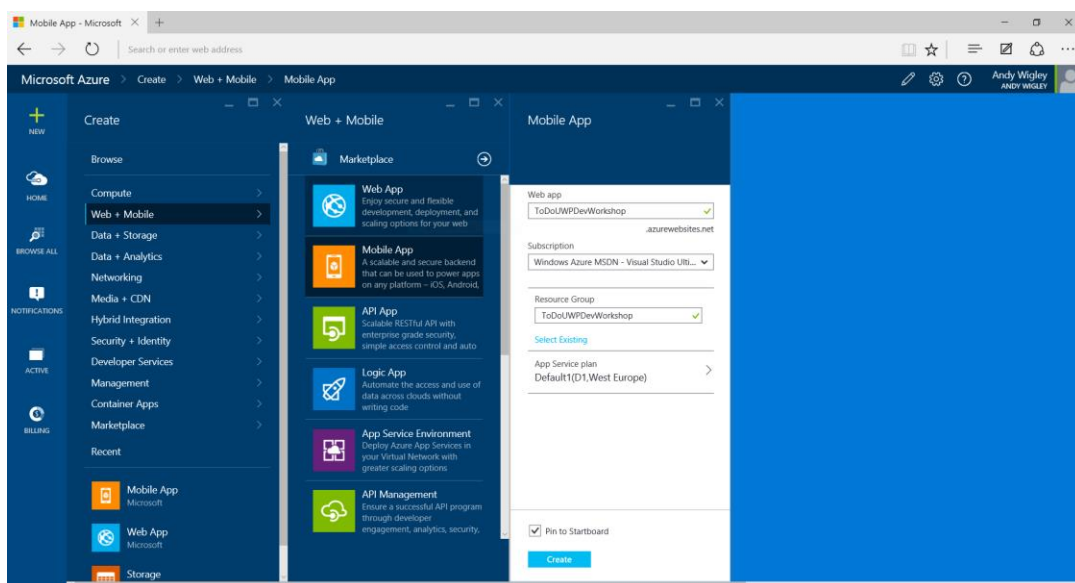 Mobile App - Microsoft
Search or enter web address
Microsoft Azure > Create > Web + Mobile > Mobile App
Andy Wigley
ANDY WIGLEY
NEW
HOME
BROWSE ALL
NOTIFICATIONS
ACTIVE
BILLING
Create
Browse
Compute
Web + Mobile
Data + Storage
Data + Analytics
Networking
Media + CDN
Hybrid Integration
Security + Identity
Developer Services
Management
Container Apps
Marketplace
Recent
Mobile App
Microsoft
Web App
Microsoft
Storage
Web + Mobile
Marketplace
Web App
Enjoy secure and flexible
development, deployment, and
scaling options for your web
Mobile App
A scalable and secure backend
that can be used to power apps
on any platform – iOS, Android,
API App
Scalable RESTful API with
enterprise grade security,
simple access control and auto
Logic App
Automate the access and use of
data across clouds without
writing code
App Service Environment
Deploy Azure App Services in
your Virtual Network with
greater scaling options
API Management
Ensure a successful API program
through developer
engagement, analytics, security,
Mobile App
Web app
ToDoUWPDevWorkshop
.azurewebsites.net
Subscription
Windows Azure MSDN - Visual Studio Ulti...
Resource Group
ToDoUWPDevWorkshop
Select Existing
App Service plan
Default1(D1,West Europe)
Pin to Startboard
Create